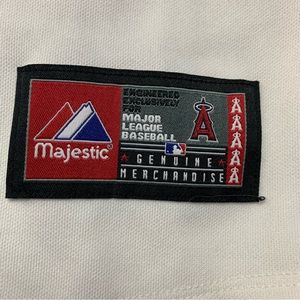 ENGINEERED
EXCLUSIVELY
FOR
MAJOR
LEAGUE
BASEBALL
Majestic®
GENUINE
MERCHANDISE
A
A
A
A
A
A